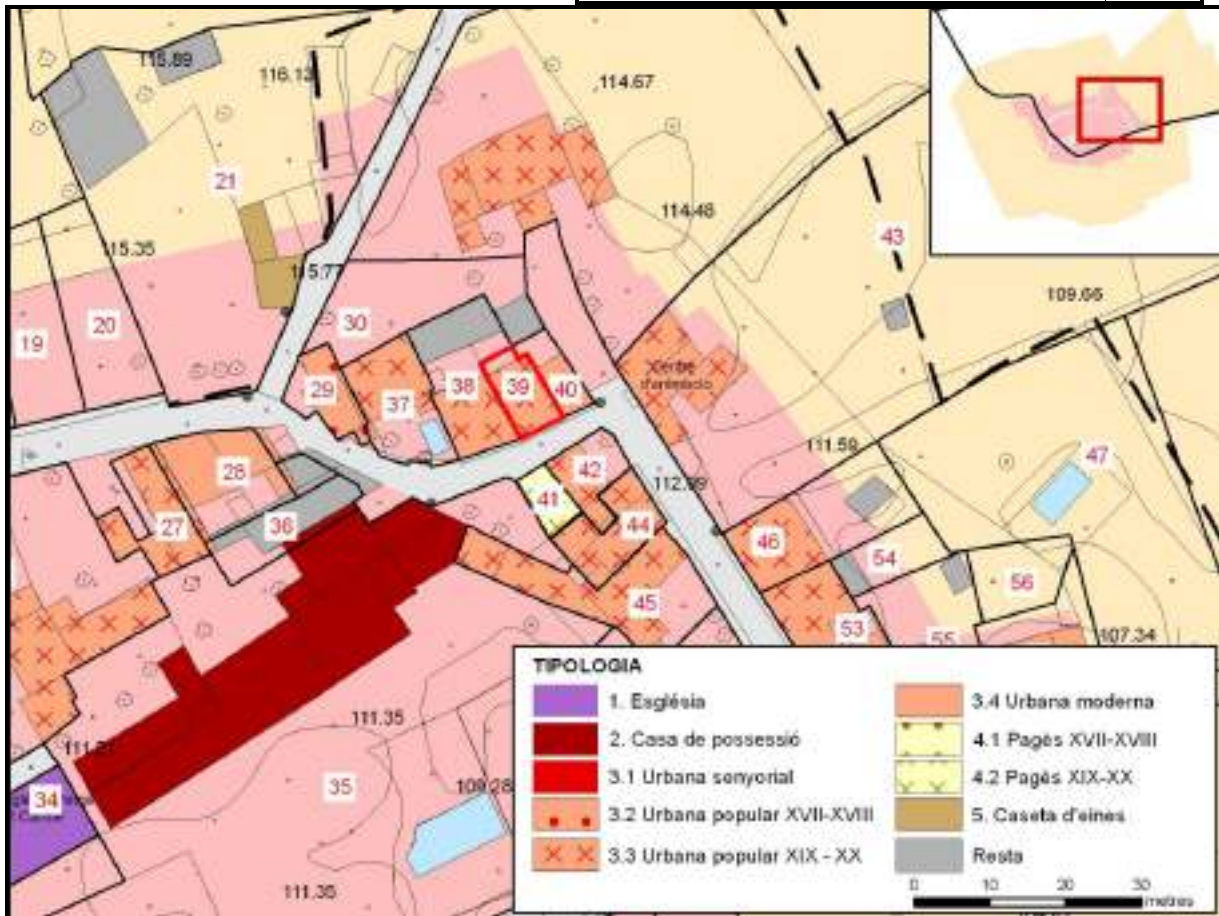 115.89
116.13
114.67
21
114.48
43
115.35
115.77
109.66
19
20
30
29
37
38
39
40
d'animació
111.59
47
28
42
112.99
41
27
36
44
46
54
56
45
53
55
107.34
111.35
109.28
34
35
111.35
TIPOLOGIA
1. Església
2. Casa de possessió
3.1 Urbana senyorial
3.2 Urbana popular XVII-XVIII
3.3 Urbana popular XIX - XX
3.4 Urbana moderna
4.1 Pagès XVII-XVIII
4.2 Pagès XIX-XX
5. Caseta d'eines
Resta
0 10 20 30
metres